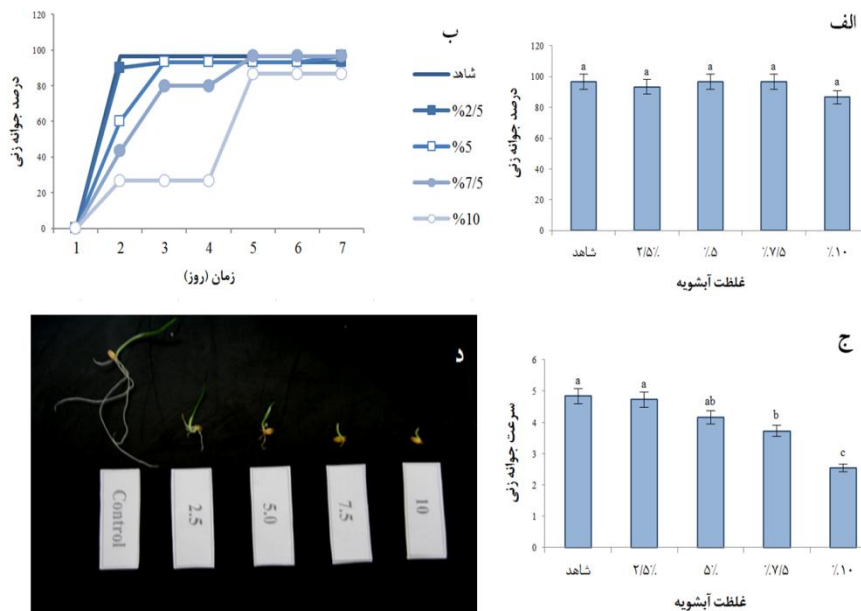 الف
درصد جوانه زنی
120
100
80
60
40
20
0
a a a a a
شاهد ۲/۵٪ ٪۵ ٪۷/۵ ٪۱۰
غلظت آبشویه
ب
درصد جوانه زنی
120
100
80
60
40
20
0
1 2 3 4 5 6 7
زمان (روز)
شاهد
%2/5
%5
%7/5
%10
ج
سرعت جوانه زنی
6
5
4
3
2
1
0
a a ab b c
شاهد ۲/۵٪ ۵٪ ٪۷/۵ ٪۱۰
غلظت آبشویه
د
Control
2.5
5.0
7.5
10